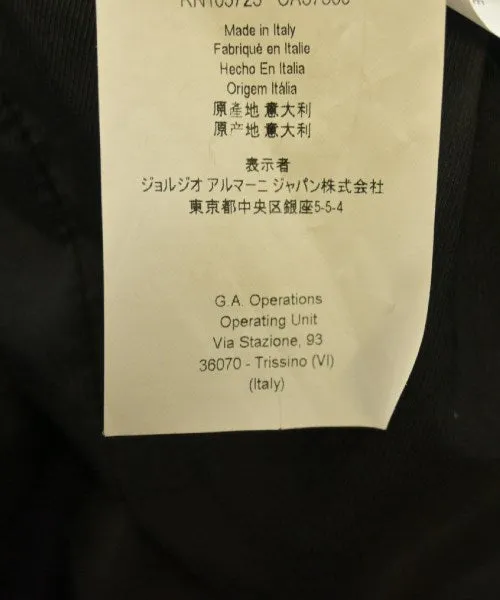 Made in Italy
Fabriqué en Italie
Hecho En Italia
Origem Itália
原產地 意大利
原产地 意大利
表示者
ジョルジオ アルマーニ ジャパン株式会社
東京都中央区銀座5-5-4
G.A. Operations
Operating Unit
Via Stazione, 93
36070 - Trissino (VI)
(Italy)